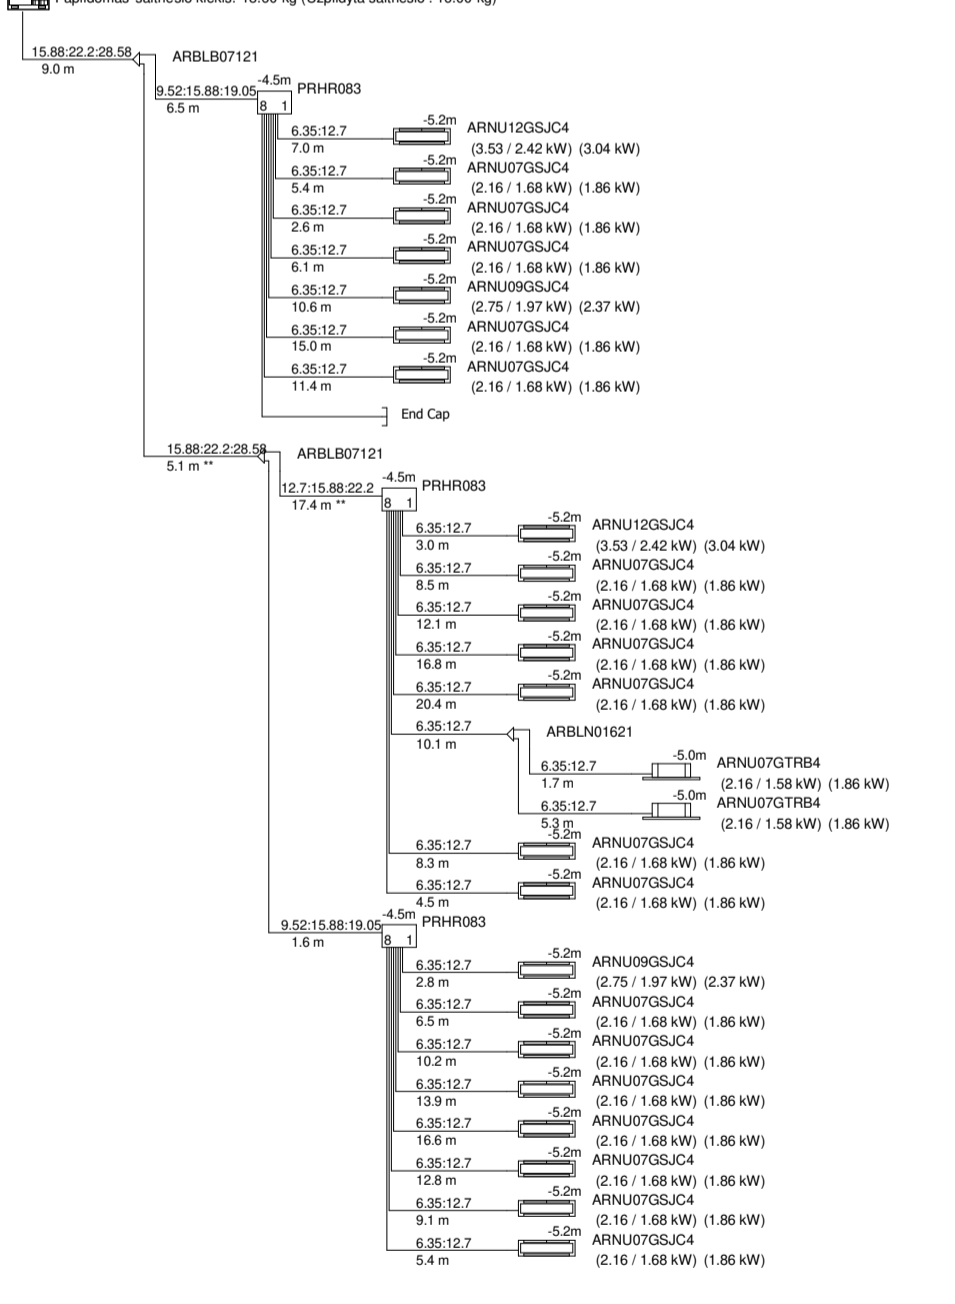 15.88:22.2:28.58
9.0 m
ARBLB07121
9.52:15.88:19.05
6.5 m
-4.5m
PRHR083
8 1
6.35:12.7
7.0 m
-5.2m
ARNU12GSJC4
(3.53 / 2.42 kW) (3.04 kW)
6.35:12.7
5.4 m
-5.2m
ARNU07GSJC4
(2.16 / 1.68 kW) (1.86 kW)
6.35:12.7
2.6 m
-5.2m
ARNU07GSJC4
(2.16 / 1.68 kW) (1.86 kW)
6.35:12.7
6.1 m
-5.2m
ARNU07GSJC4
(2.16 / 1.68 kW) (1.86 kW)
6.35:12.7
10.6 m
-5.2m
ARNU09GSJC4
(2.75 / 1.97 kW) (2.37 kW)
6.35:12.7
15.0 m
-5.2m
ARNU07GSJC4
(2.16 / 1.68 kW) (1.86 kW)
6.35:12.7
11.4 m
-5.2m
ARNU07GSJC4
(2.16 / 1.68 kW) (1.86 kW)
End Cap
15.88:22.2:28.58
5.1 m **
ARBLB07121
12.7:15.88:22.2
17.4 m **
-4.5m
PRHR083
8 1
6.35:12.7
3.0 m
-5.2m
ARNU12GSJC4
(3.53 / 2.42 kW) (3.04 kW)
6.35:12.7
8.5 m
-5.2m
ARNU07GSJC4
(2.16 / 1.68 kW) (1.86 kW)
6.35:12.7
12.1 m
-5.2m
ARNU07GSJC4
(2.16 / 1.68 kW) (1.86 kW)
6.35:12.7
16.8 m
-5.2m
ARNU07GSJC4
(2.16 / 1.68 kW) (1.86 kW)
6.35:12.7
20.4 m
-5.2m
ARNU07GSJC4
(2.16 / 1.68 kW) (1.86 kW)
6.35:12.7
10.1 m
ARBLN01621
6.35:12.7
1.7 m
-5.0m
ARNU07GTRB4
(2.16 / 1.58 kW) (1.86 kW)
6.35:12.7
5.3 m
-5.0m
ARNU07GTRB4
(2.16 / 1.58 kW) (1.86 kW)
6.35:12.7
8.3 m
-5.2m
ARNU07GSJC4
(2.16 / 1.68 kW) (1.86 kW)
6.35:12.7
4.5 m
-5.2m
ARNU07GSJC4
(2.16 / 1.68 kW) (1.86 kW)
9.52:15.88:19.05
1.6 m
-4.5m
PRHR083
8 1
6.35:12.7
2.8 m
-5.2m
ARNU09GSJC4
(2.75 / 1.97 kW) (2.37 kW)
6.35:12.7
6.5 m
-5.2m
ARNU07GSJC4
(2.16 / 1.68 kW) (1.86 kW)
6.35:12.7
10.2 m
-5.2m
ARNU07GSJC4
(2.16 / 1.68 kW) (1.86 kW)
6.35:12.7
13.9 m
-5.2m
ARNU07GSJC4
(2.16 / 1.68 kW) (1.86 kW)
6.35:12.7
16.6 m
-5.2m
ARNU07GSJC4
(2.16 / 1.68 kW) (1.86 kW)
6.35:12.7
12.8 m
-5.2m
ARNU07GSJC4
(2.16 / 1.68 kW) (1.86 kW)
6.35:12.7
9.1 m
-5.2m
ARNU07GSJC4
(2.16 / 1.68 kW) (1.86 kW)
6.35:12.7
5.4 m
-5.2m
ARNU07GSJC4
(2.16 / 1.68 kW) (1.86 kW)